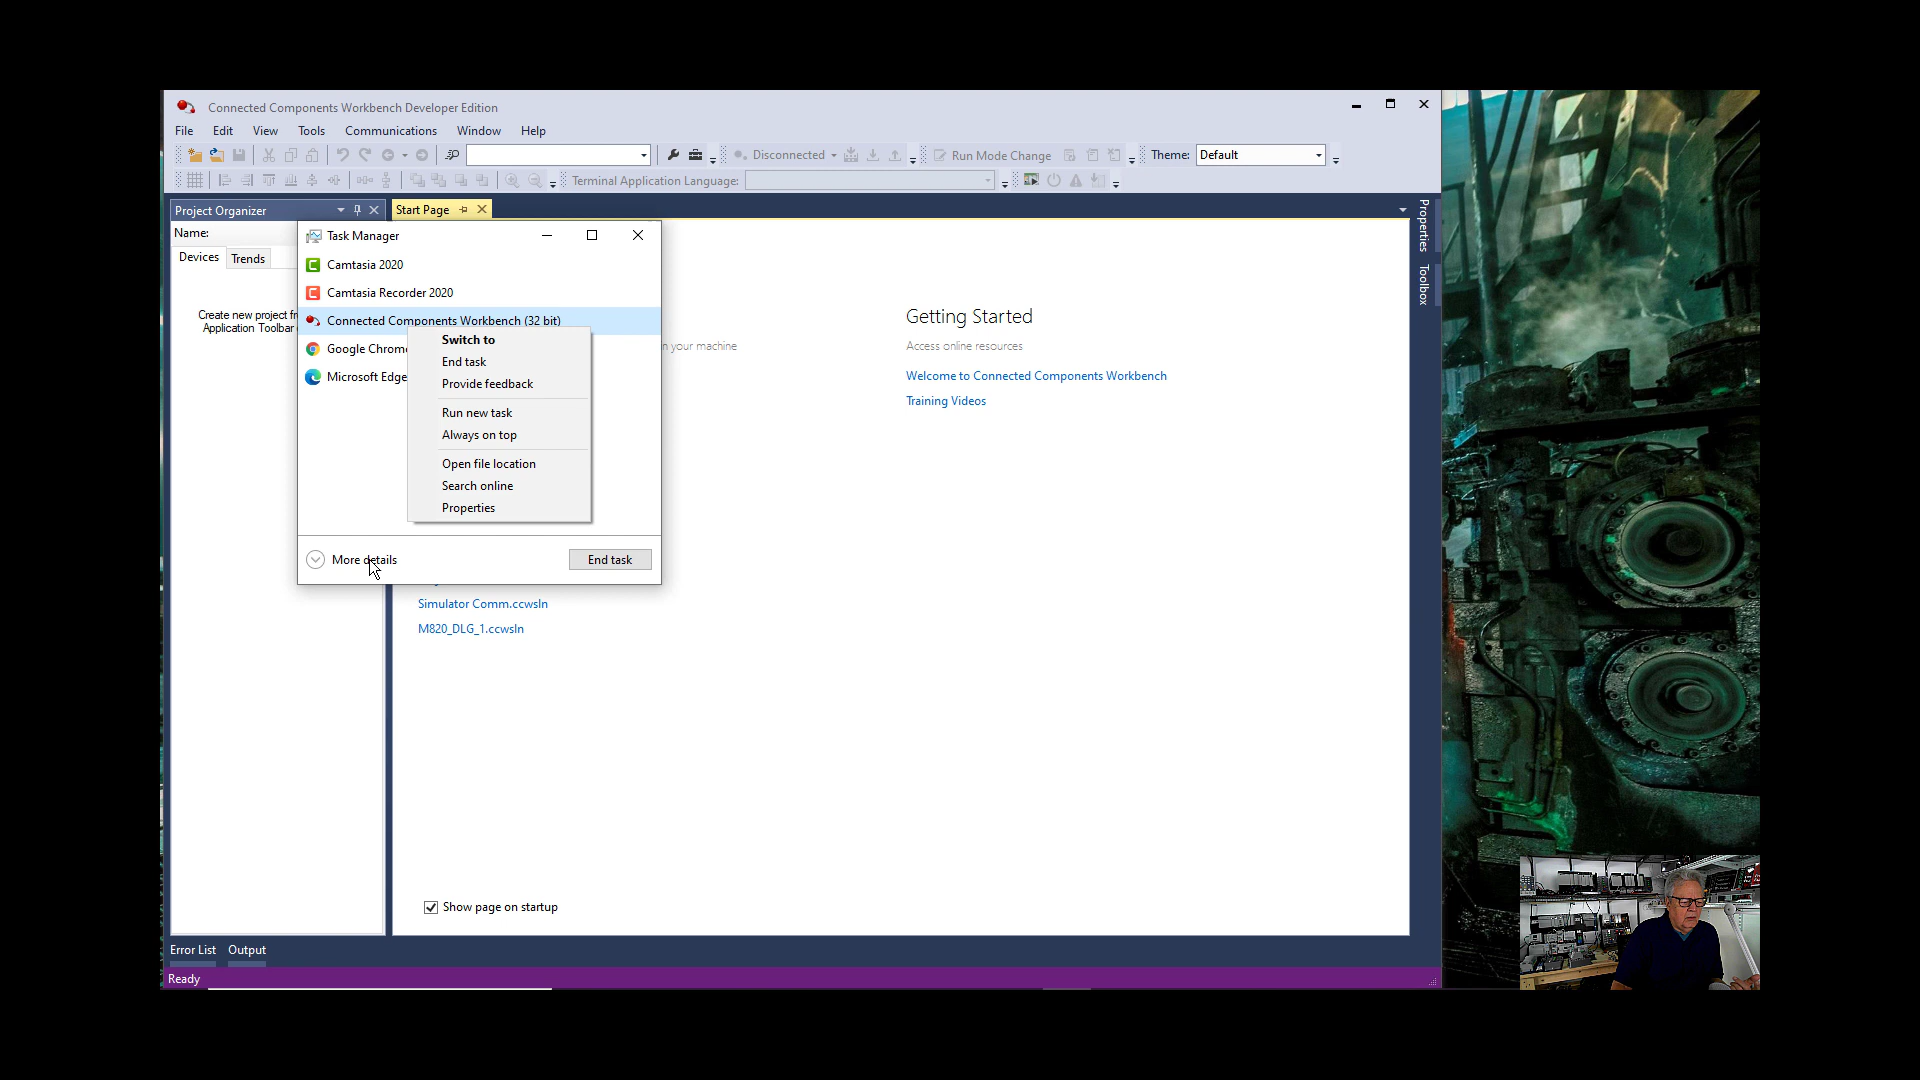 Connected Components Workbench Developer Edition
File Edit View Tools Communications Window Help
Disconnected Run Mode Change Theme: Default
Terminal Application Language:
Project Organizer
Start Page
Properties
Toolbox
Name:
Devices Trends
Create new project fr
Application Toolbar
Task Manager
Camtasia 2020
Camtasia Recorder 2020
Connected Components Workbench (32 bit)
Google Chrom
Microsoft Edge
Switch to
End task
Provide feedback
Run new task
Always on top
Open file location
Search online
Properties
More details
End task
n your machine
Simulator Comm.ccwsln
M820_DLG_1.ccwsln
Getting Started
Access online resources
Welcome to Connected Components Workbench
Training Videos
Show page on startup
Error List Output
Ready